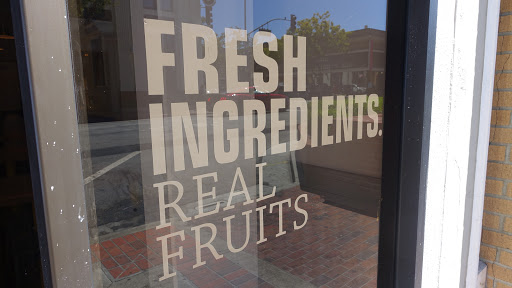 FRESH
INGREDIENTS.
REAL
FRUITS